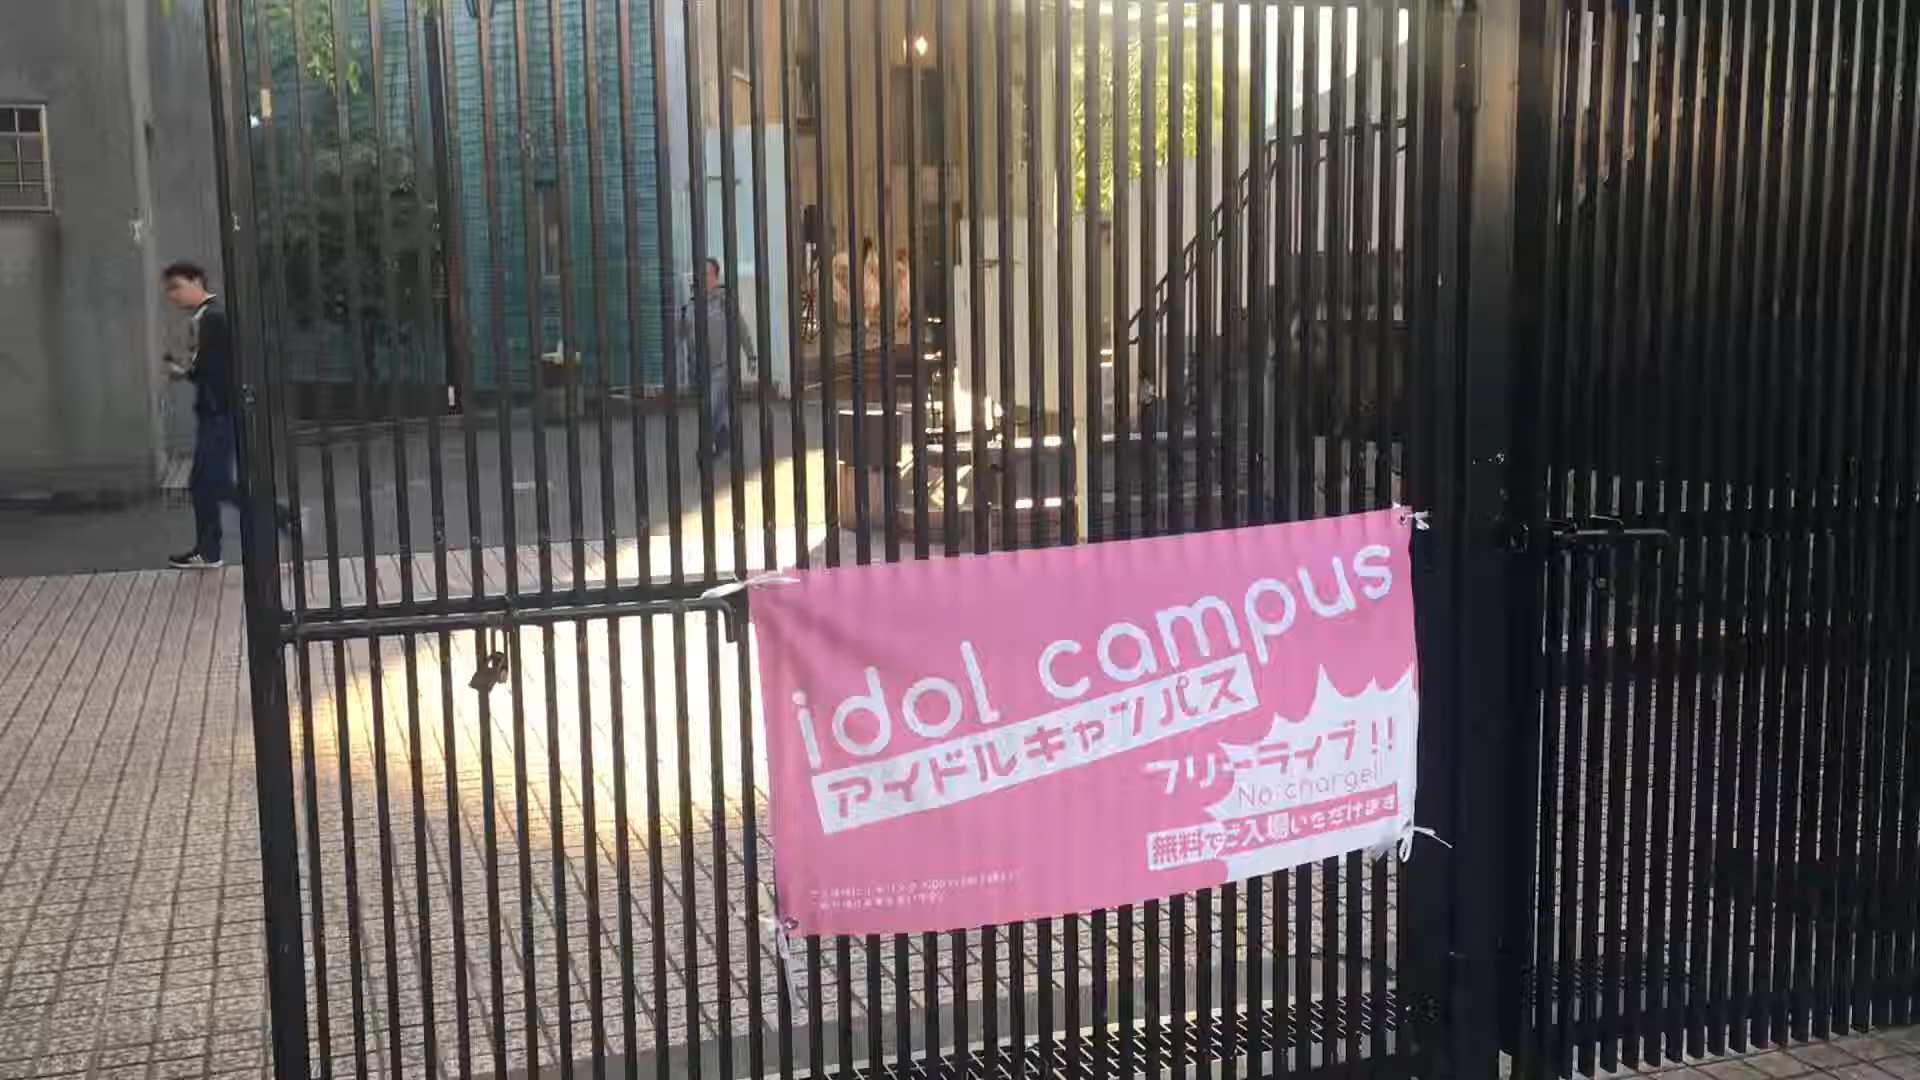 idol campus
アイドルキャンパス
フリーライブ!!
No charge!!
無料でご入場いただけます